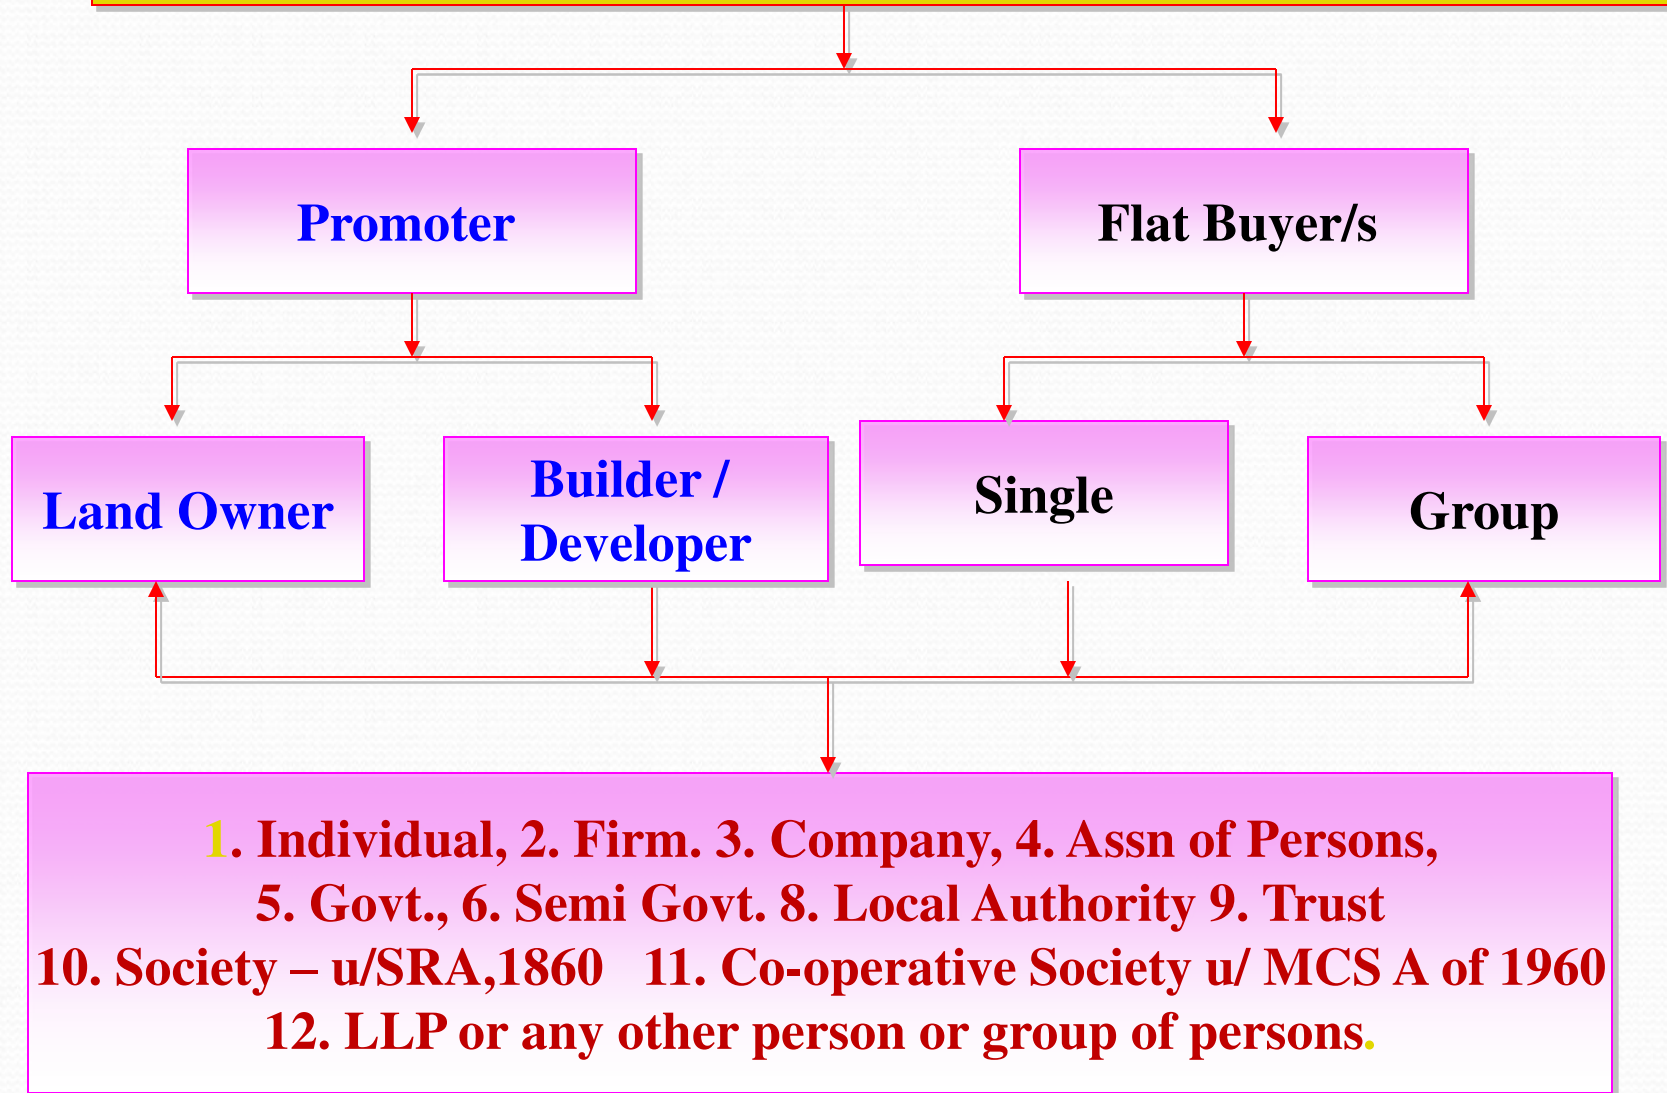 Promoter
Flat Buyer/s
Land Owner
Builder /
Developer
Single
Group
1. Individual, 2. Firm. 3. Company, 4. Assn of Persons,
5. Govt., 6. Semi Govt. 8. Local Authority 9. Trust
10. Society – u/SRA,1860 11. Co-operative Society u/ MCS A of 1960
12. LLP or any other person or group of persons.